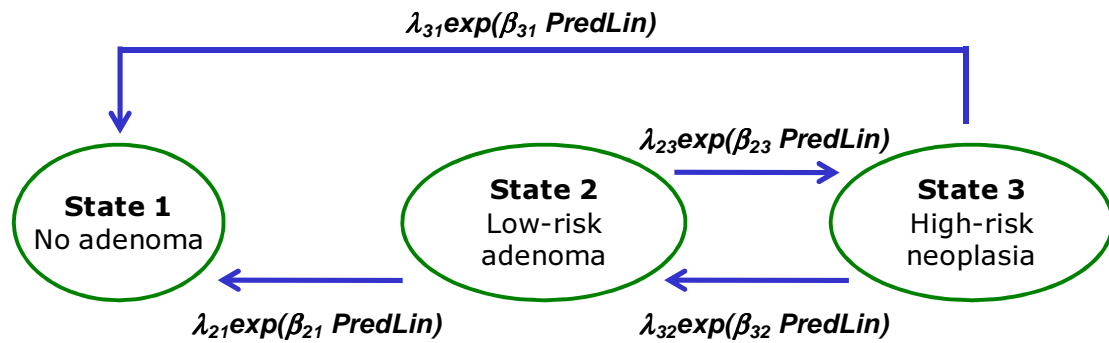 λ31exp(β31 PredLin)
λ23exp(β23 PredLin)
State 1
No adenoma
State 2
Low-risk
adenoma
State 3
High-risk
neoplasia
λ21exp(β21 PredLin)
λ32exp(β32 PredLin)